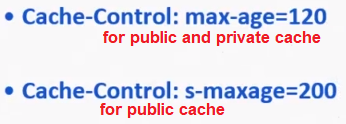 • Cache-Control: max-age=120
for public and private cache
• Cache-Control: s-maxage=200
for public cache